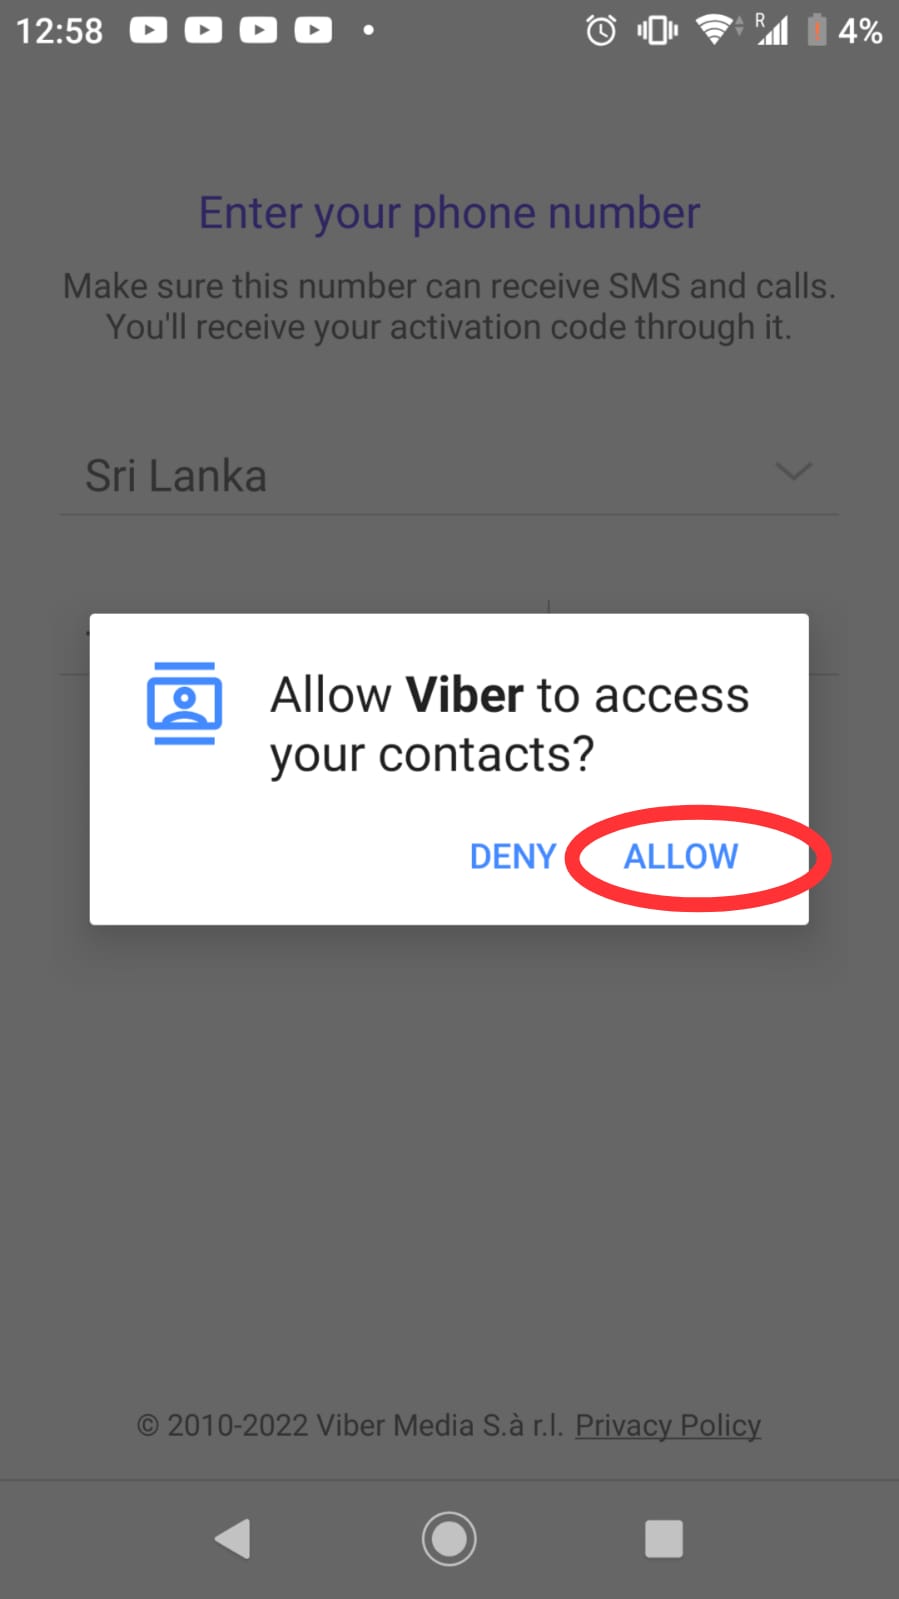 12:58
R
4%
Enter your phone number
Make sure this number can receive SMS and calls.
You'll receive your activation code through it.
Sri Lanka
Allow Viber to access
your contacts?
DENY ALLOW
© 2010-2022 Viber Media S.à r.l. Privacy Policy